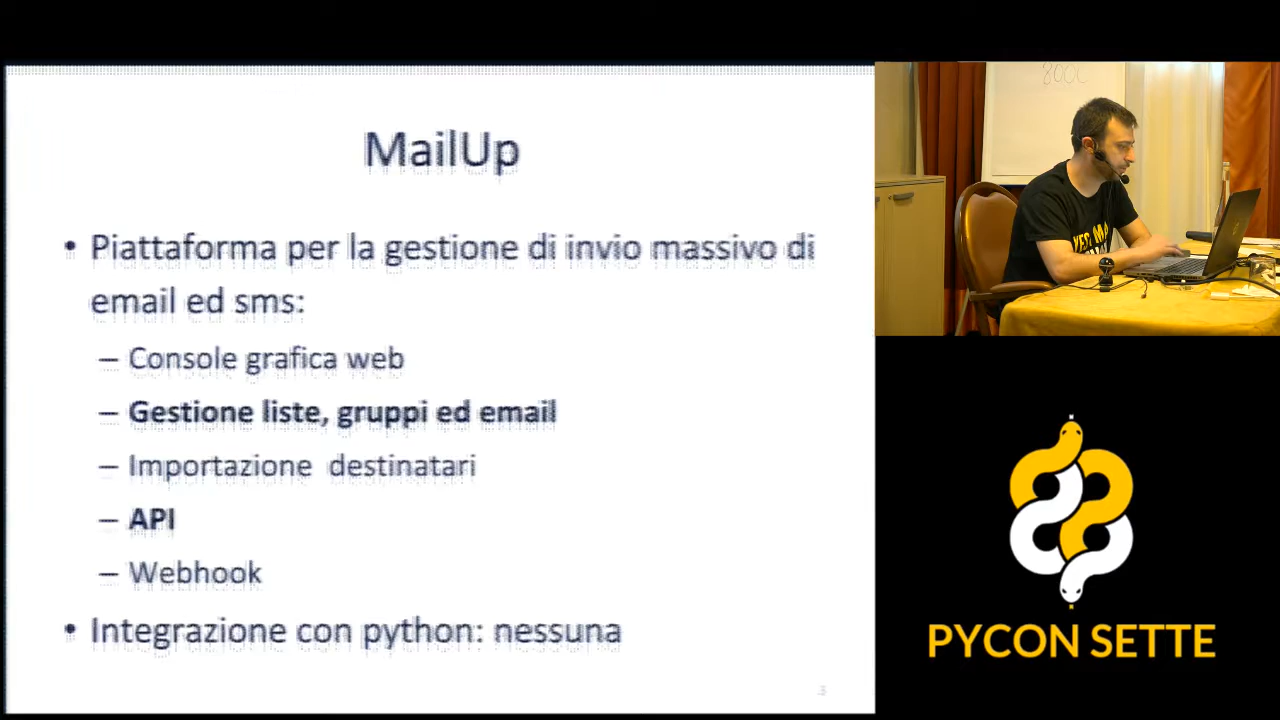 MailUp
• Piattaforma per la gestione di invio massivo di
email ed sms:
– Console grafica web
– Gestione liste, gruppi ed email
– Importazione destinatari
– API
– Webhook
• Integrazione con python: nessuna
PYCON SETTE